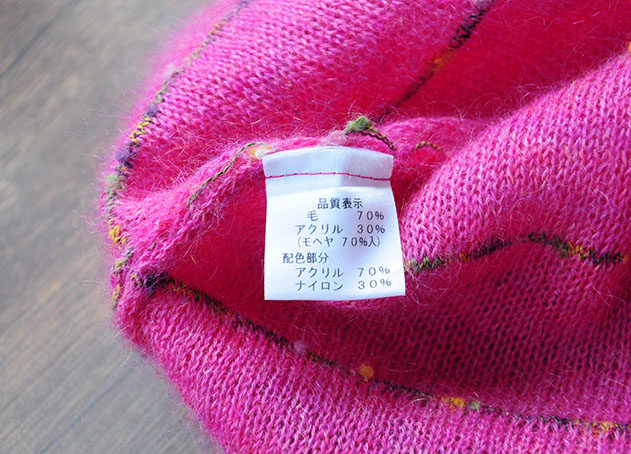 品質表示
毛 70%
アクリル 30%
(モヘヤ 70%入)
配色部分
アクリル 70%
ナイロン 30%